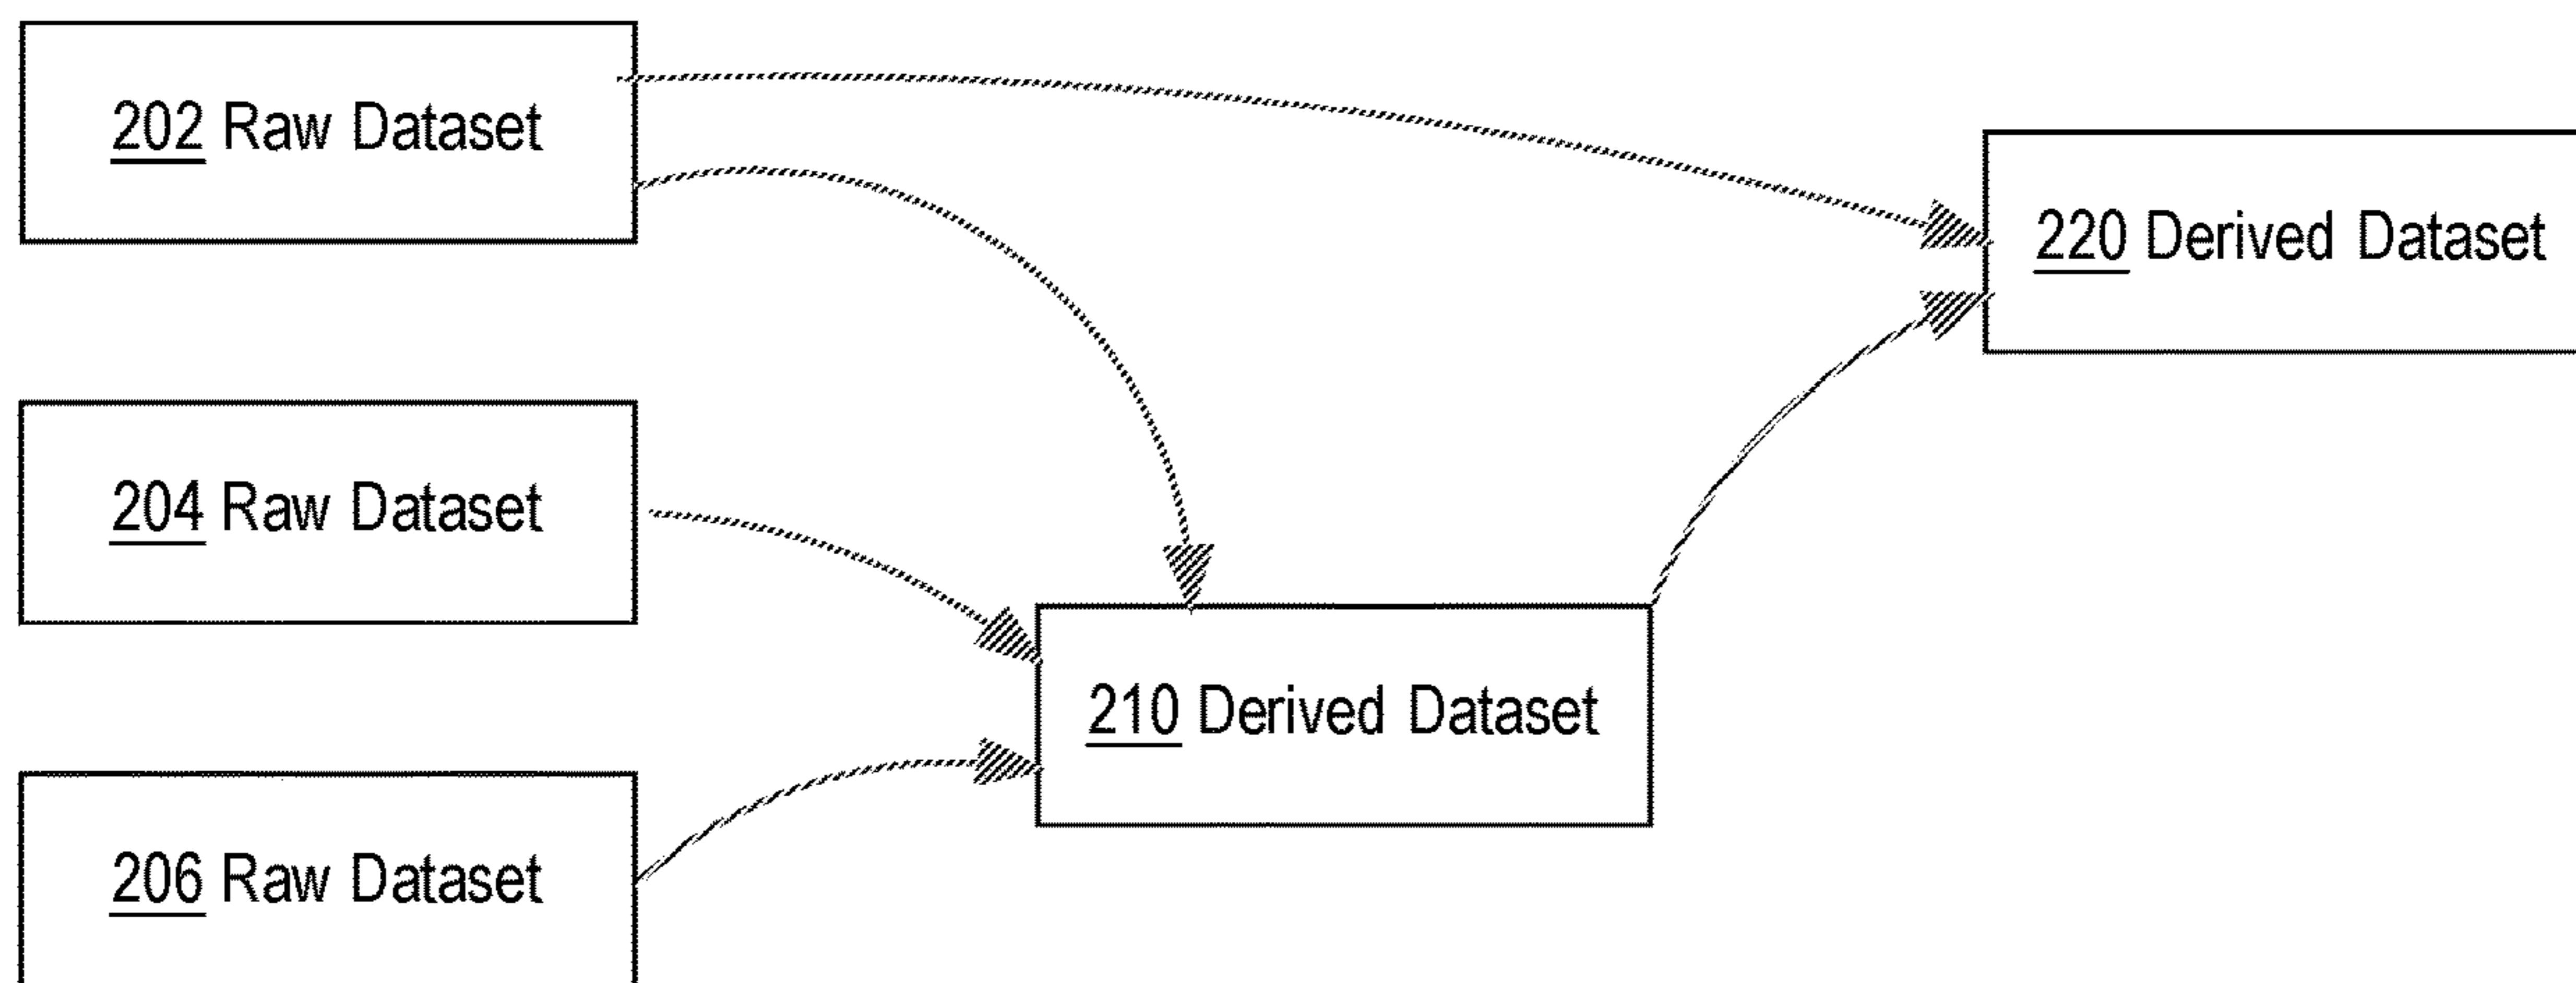 202 Raw Dataset
220 Derived Dataset
204 Raw Dataset
210 Derived Dataset
206 Raw Dataset